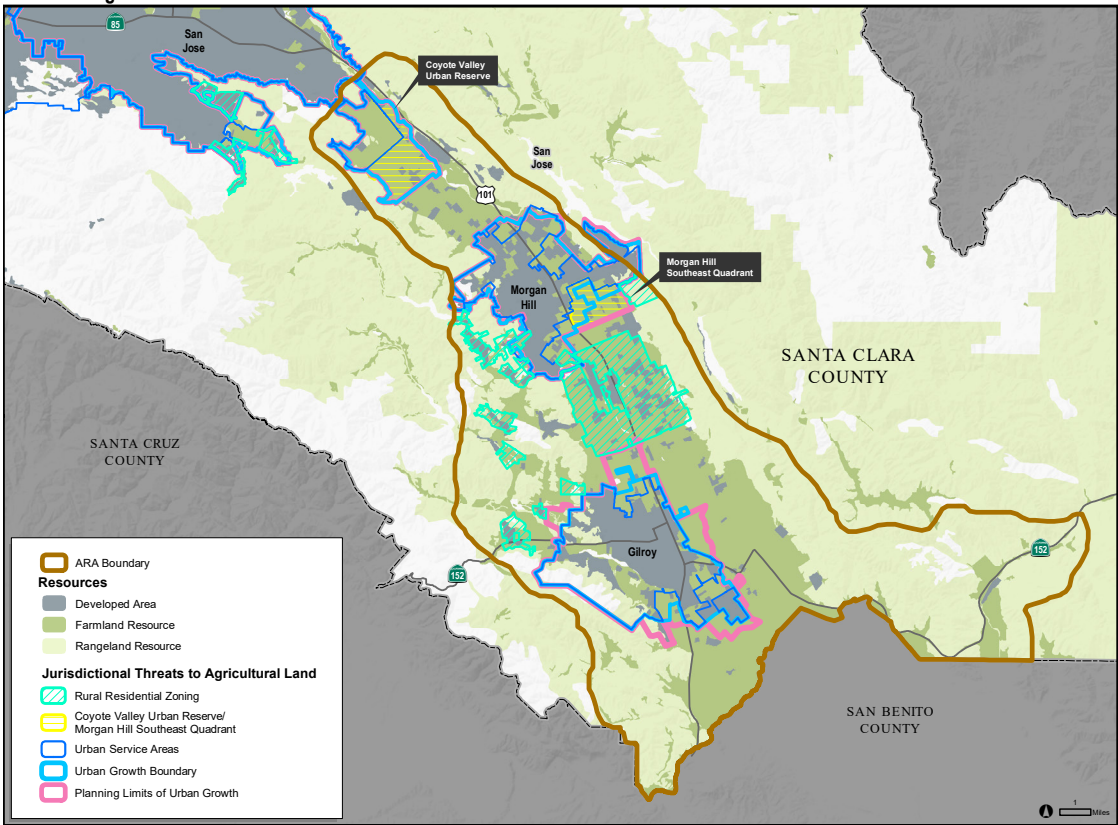 85
San
Jose
Coyote Valley
Urban Reserve
San
Jose
101
Morgan Hill
Southeast Quadrant
Morgan
Hill
SANTA CLARA
COUNTY
SANTA CRUZ
COUNTY
Gilroy
152
152
SAN BENITO
COUNTY
ARA Boundary
Resources
Developed Area
Farmland Resource
Rangeland Resource
Jurisdictional Threats to Agricultural Land
Rural Residential Zoning
Coyote Valley Urban Reserve/
Morgan Hill Southeast Quadrant
Urban Service Areas
Urban Growth Boundary
Planning Limits of Urban Growth
1
Miles